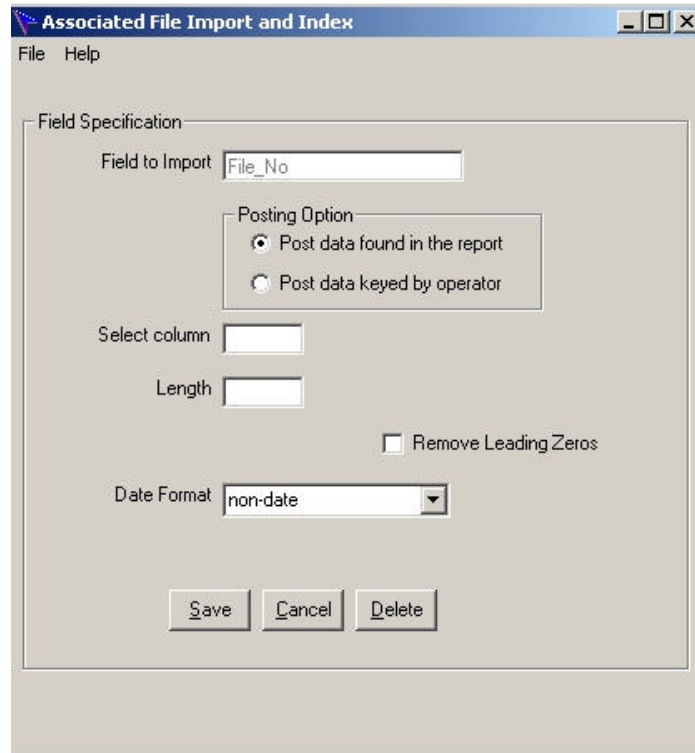 Associated File Import and Index
File Help
Field Specification
Field to Import File_No
Posting Option
Post data found in the report
Post data keyed by operator
Select column
Length
Remove Leading Zeros
Date Format non-date
Save Cancel Delete